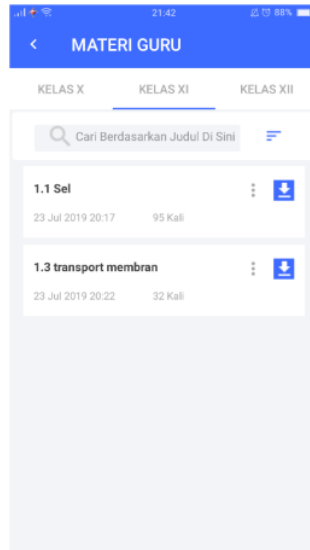 21:42 88%
MATERI GURU
KELAS X KELAS XI KELAS XII
Cari Berdasarkan Judul Di Sini
1.1 Sel
23 Jul 2019 20:17 95 Kali
1.3 transport membran
23 Jul 2019 20:22 32 Kali